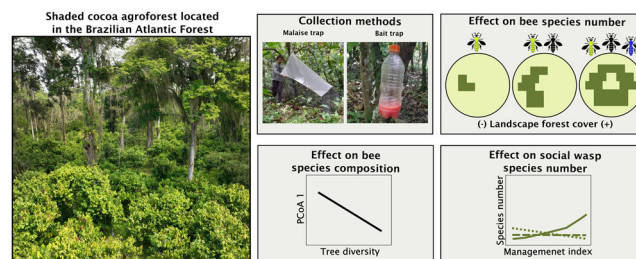 Shaded cocoa agroforest located
in the Brazilian Atlantic Forest
Collection methods
Malaise trap
Bait trap
Effect on bee species number
(-) Landscape forest cover (+)
Effect on bee
species composition
PCoA 1
Tree diversity
Effect on social wasp
species number
Species number
Managemenet index